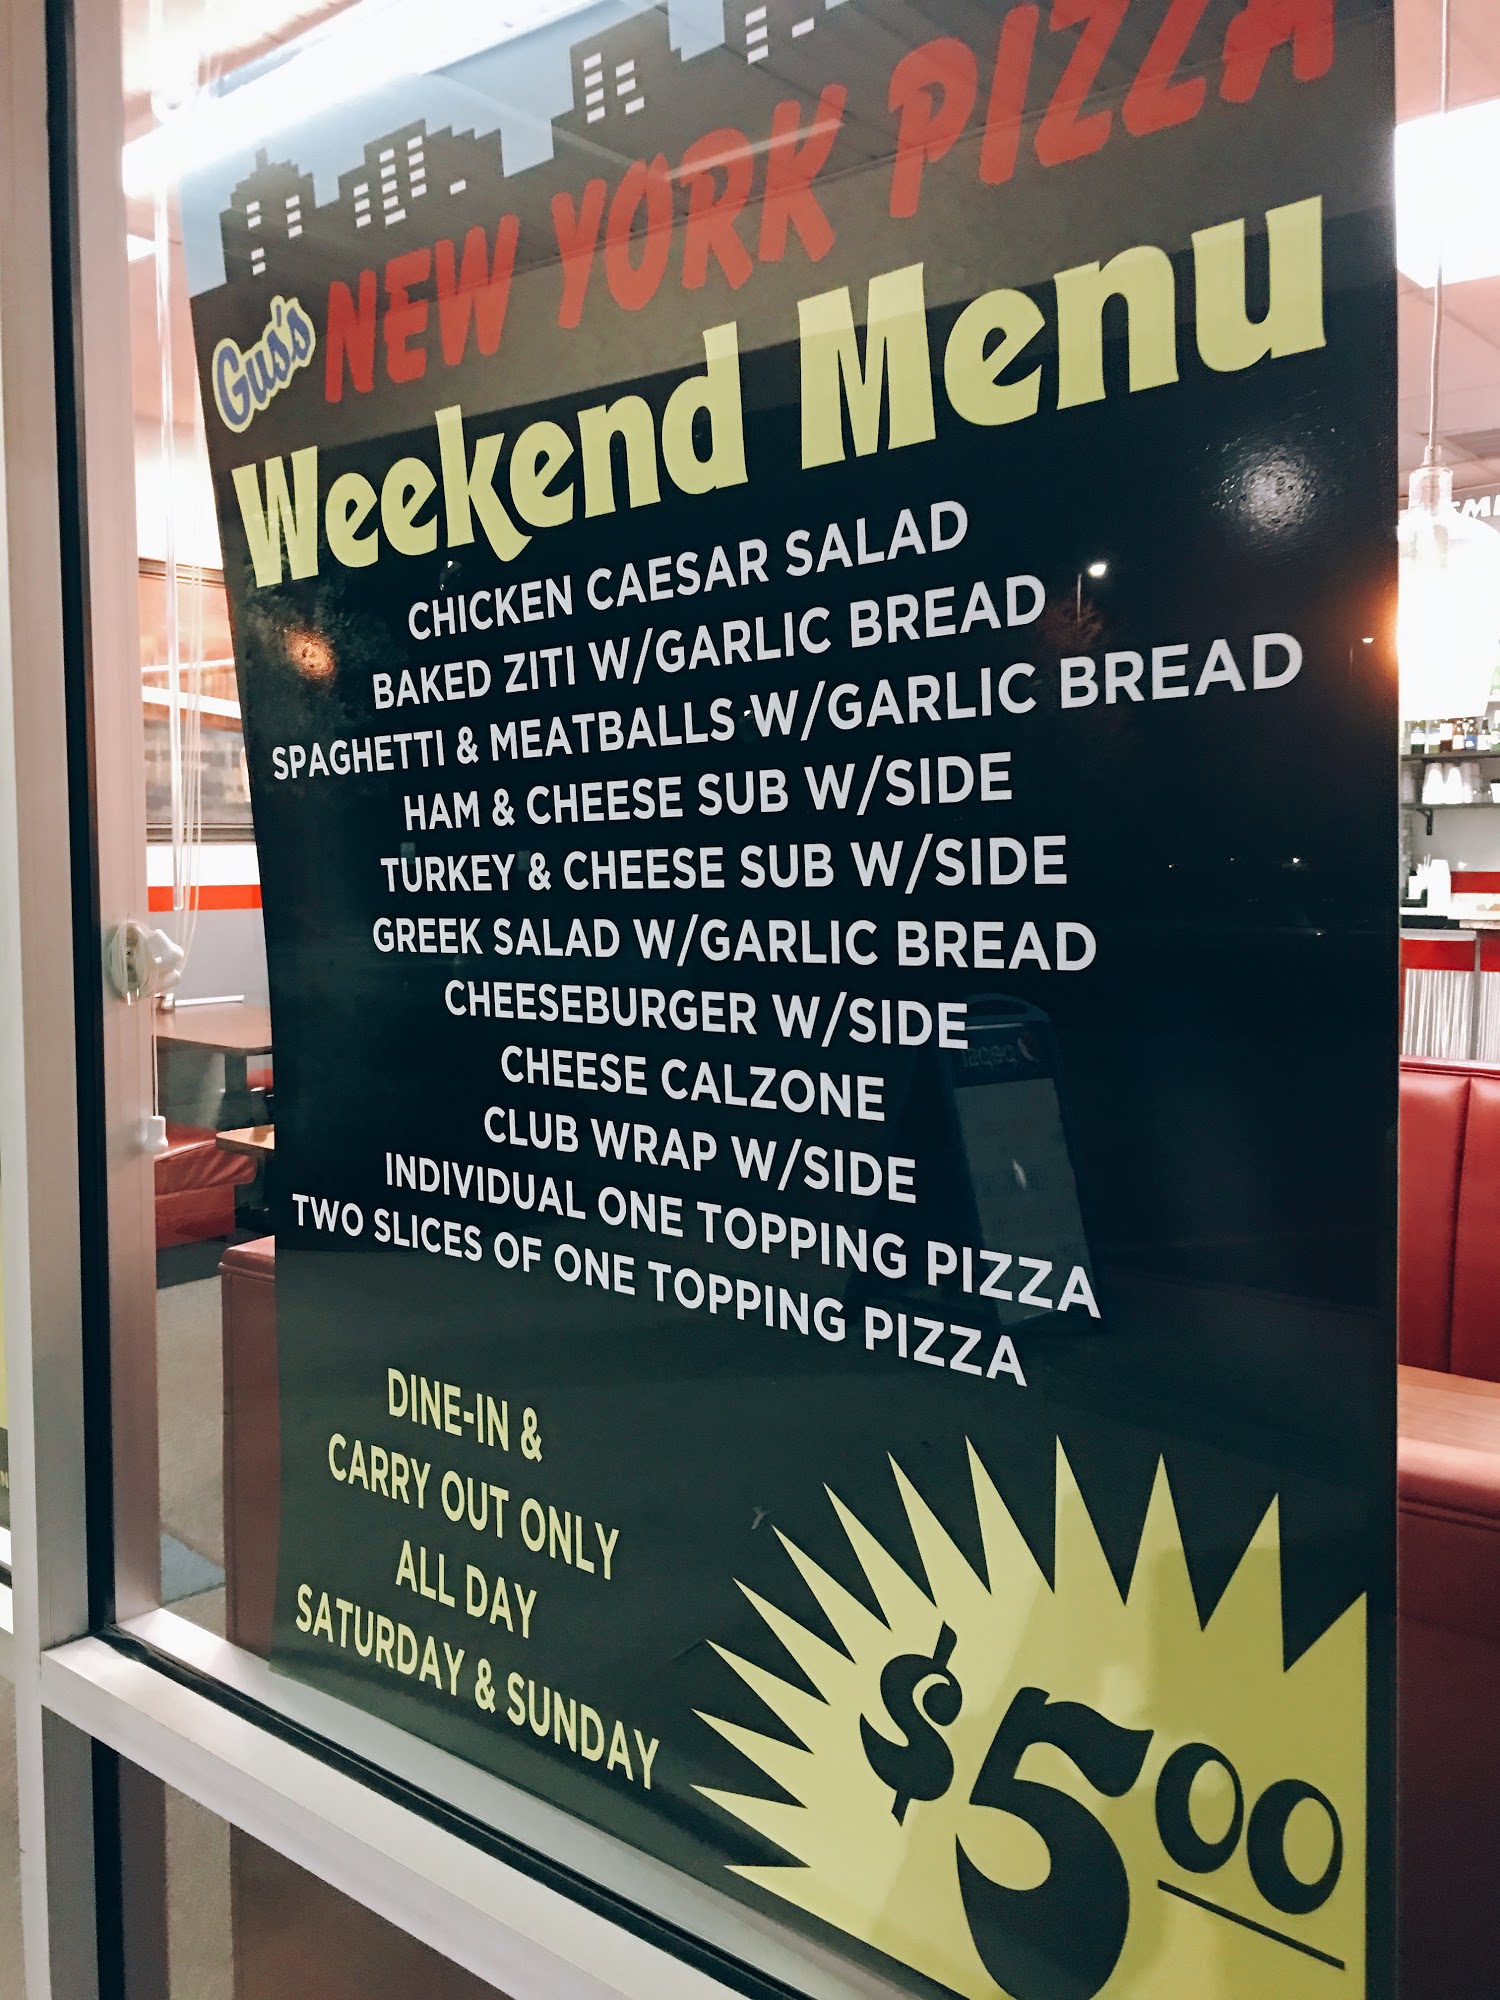 Gus's NEW YORK PIZZA
Weekend Menu
CHICKEN CAESAR SALAD
BAKED ZITI W/GARLIC BREAD
SPAGHETTI & MEATBALLS W/GARLIC BREAD
HAM & CHEESE SUB W/SIDE
TURKEY & CHEESE SUB W/SIDE
GREEK SALAD W/GARLIC BREAD
CHEESEBURGER W/SIDE
CHEESE CALZONE
CLUB WRAP W/SIDE
INDIVIDUAL ONE TOPPING PIZZA
TWO SLICES OF ONE TOPPING PIZZA
DINE-IN &
CARRY OUT ONLY
ALL DAY
SATURDAY & SUNDAY
$500